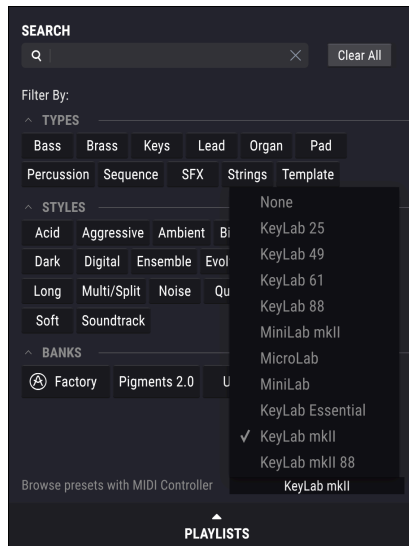 SEARCH
Clear All
Filter By:
TYPES
Bass Brass Keys Lead Organ Pad
Percussion Sequence SFX Strings Template
STYLES
Acid Aggressive Ambient Bi
Dark Digital Ensemble Evol
Long Multi/Split Noise Qu
Soft Soundtrack
BANKS
Factory Pigments 2.0 U
None
KeyLab 25
KeyLab 49
KeyLab 61
KeyLab 88
MiniLab mkII
MicroLab
MiniLab
KeyLab Essential
KeyLab mkII
KeyLab mkII 88
Browse presets with MIDI Controller KeyLab mkII
PLAYLISTS